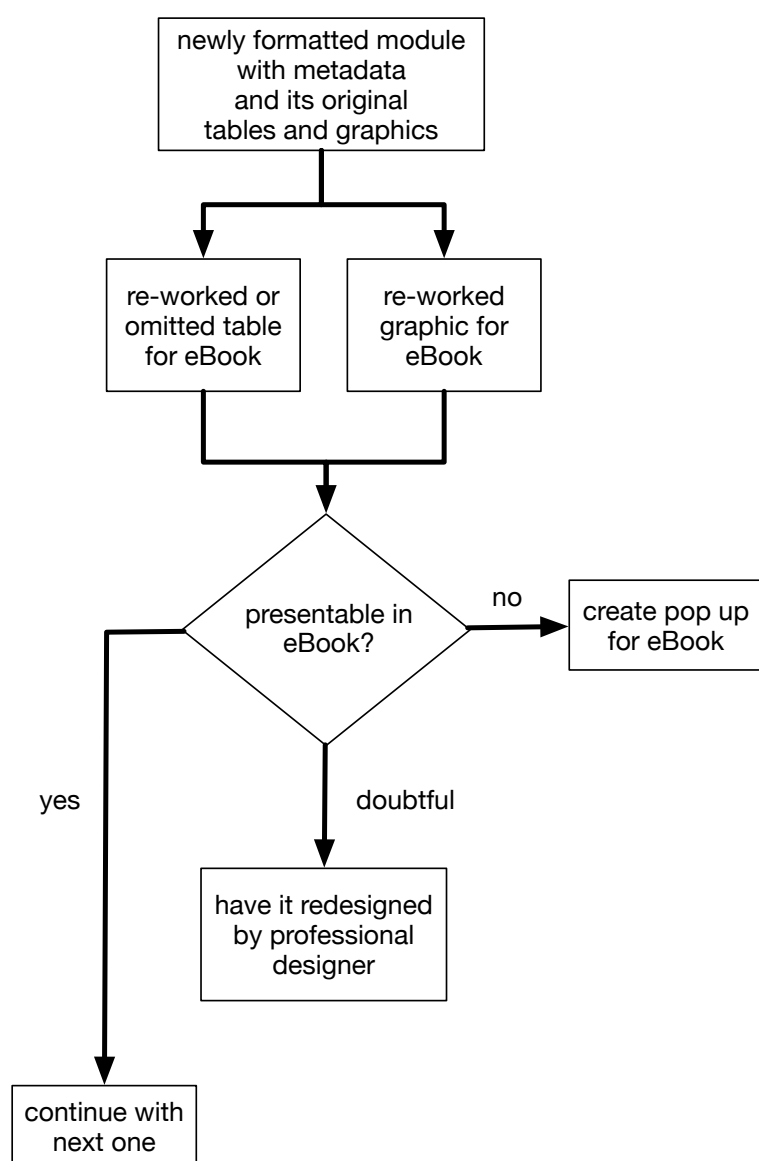 newly formatted module
with metadata
and its original
tables and graphics
re-worked or
omitted table
for eBook
re-worked
graphic for
eBook
presentable in
eBook?
no
create pop up
for eBook
yes
doubtful
have it redesigned
by professional
designer
continue with
next one